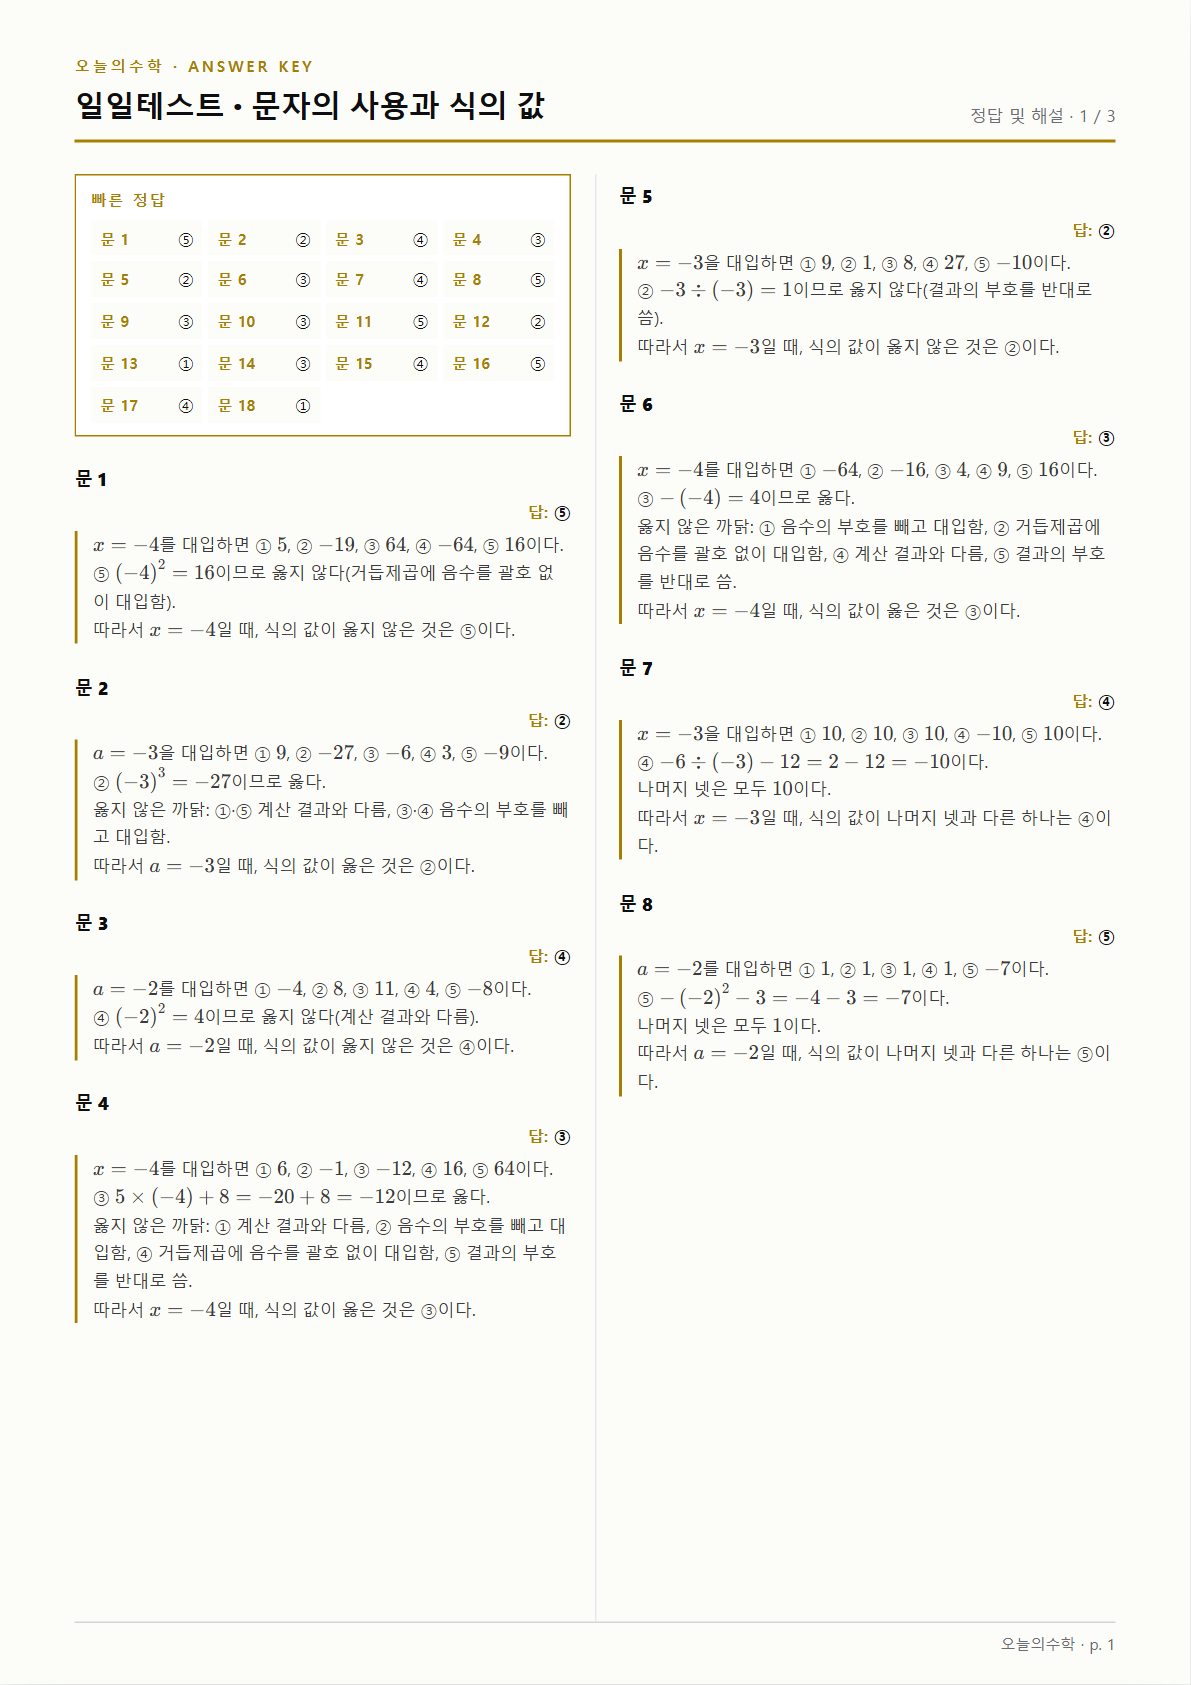 오늘의수학 · ANSWER KEY
일일테스트 · 문자의 사용과 식의 값
정답 및 해설 · 1 / 3
빠른 정답
문 1 ⑤ 문 2 ② 문 3 ④ 문 4 ③
문 5 ② 문 6 ③ 문 7 ④ 문 8 ⑤
문 9 ③ 문 10 ③ 문 11 ⑤ 문 12 ②
문 13 ① 문 14 ③ 문 15 ④ 문 16 ⑤
문 17 ④ 문 18 ①
문 1
답: ⑤
x = −4를 대입하면 ① 5, ② −19, ③ 64, ④ −64, ⑤ 16이다.
⑤ (−4)² = 16이므로 옳지 않다(거듭제곱에 음수를 괄호 없
이 대입함).
따라서 x = −4일 때, 식의 값이 옳지 않은 것은 ⑤이다.
문 2
답: ②
a = −3을 대입하면 ① 9, ② −27, ③ −6, ④ 3, ⑤ −9이다.
② (−3)³ = −27이므로 옳다.
옳지 않은 까닭: ①·⑤ 계산 결과와 다름, ③·④ 음수의 부호를 빼
고 대입함.
따라서 a = −3일 때, 식의 값이 옳은 것은 ②이다.
문 3
답: ④
a = −2를 대입하면 ① −4, ② 8, ③ 11, ④ 4, ⑤ −8이다.
④ (−2)² = 4이므로 옳지 않다(계산 결과와 다름).
따라서 a = −2일 때, 식의 값이 옳지 않은 것은 ④이다.
문 4
답: ③
x = −4를 대입하면 ① 6, ② −1, ③ −12, ④ 16, ⑤ 64이다.
③ 5 × (−4) + 8 = −20 + 8 = −12이므로 옳다.
옳지 않은 까닭: ① 계산 결과와 다름, ② 음수의 부호를 빼고 대
입함, ④ 거듭제곱에 음수를 괄호 없이 대입함, ⑤ 결과의 부호
를 반대로 씀.
따라서 x = −4일 때, 식의 값이 옳은 것은 ③이다.
문 5
답: ②
x = −3을 대입하면 ① 9, ② 1, ③ 8, ④ 27, ⑤ −10이다.
② −3 ÷ (−3) = 1이므로 옳지 않다(결과의 부호를 반대로
씀).
따라서 x = −3일 때, 식의 값이 옳지 않은 것은 ②이다.
문 6
답: ③
x = −4를 대입하면 ① −64, ② −16, ③ 4, ④ 9, ⑤ 16이다.
③ − (−4) = 4이므로 옳다.
옳지 않은 까닭: ① 음수의 부호를 빼고 대입함, ② 거듭제곱에
음수를 괄호 없이 대입함, ④ 계산 결과와 다름, ⑤ 결과의 부호
를 반대로 씀.
따라서 x = −4일 때, 식의 값이 옳은 것은 ③이다.
문 7
답: ④
x = −3을 대입하면 ① 10, ② 10, ③ 10, ④ −10, ⑤ 10이다.
④ −6 ÷ (−3) − 12 = 2 − 12 = −10이다.
나머지 넷은 모두 10이다.
따라서 x = −3일 때, 식의 값이 나머지 넷과 다른 하나는 ④이
다.
문 8
답: ⑤
a = −2를 대입하면 ① 1, ② 1, ③ 1, ④ 1, ⑤ −7이다.
⑤ − (−2)² − 3 = −4 − 3 = −7이다.
나머지 넷은 모두 1이다.
따라서 a = −2일 때, 식의 값이 나머지 넷과 다른 하나는 ⑤이
다.
오늘의수학 · p. 1